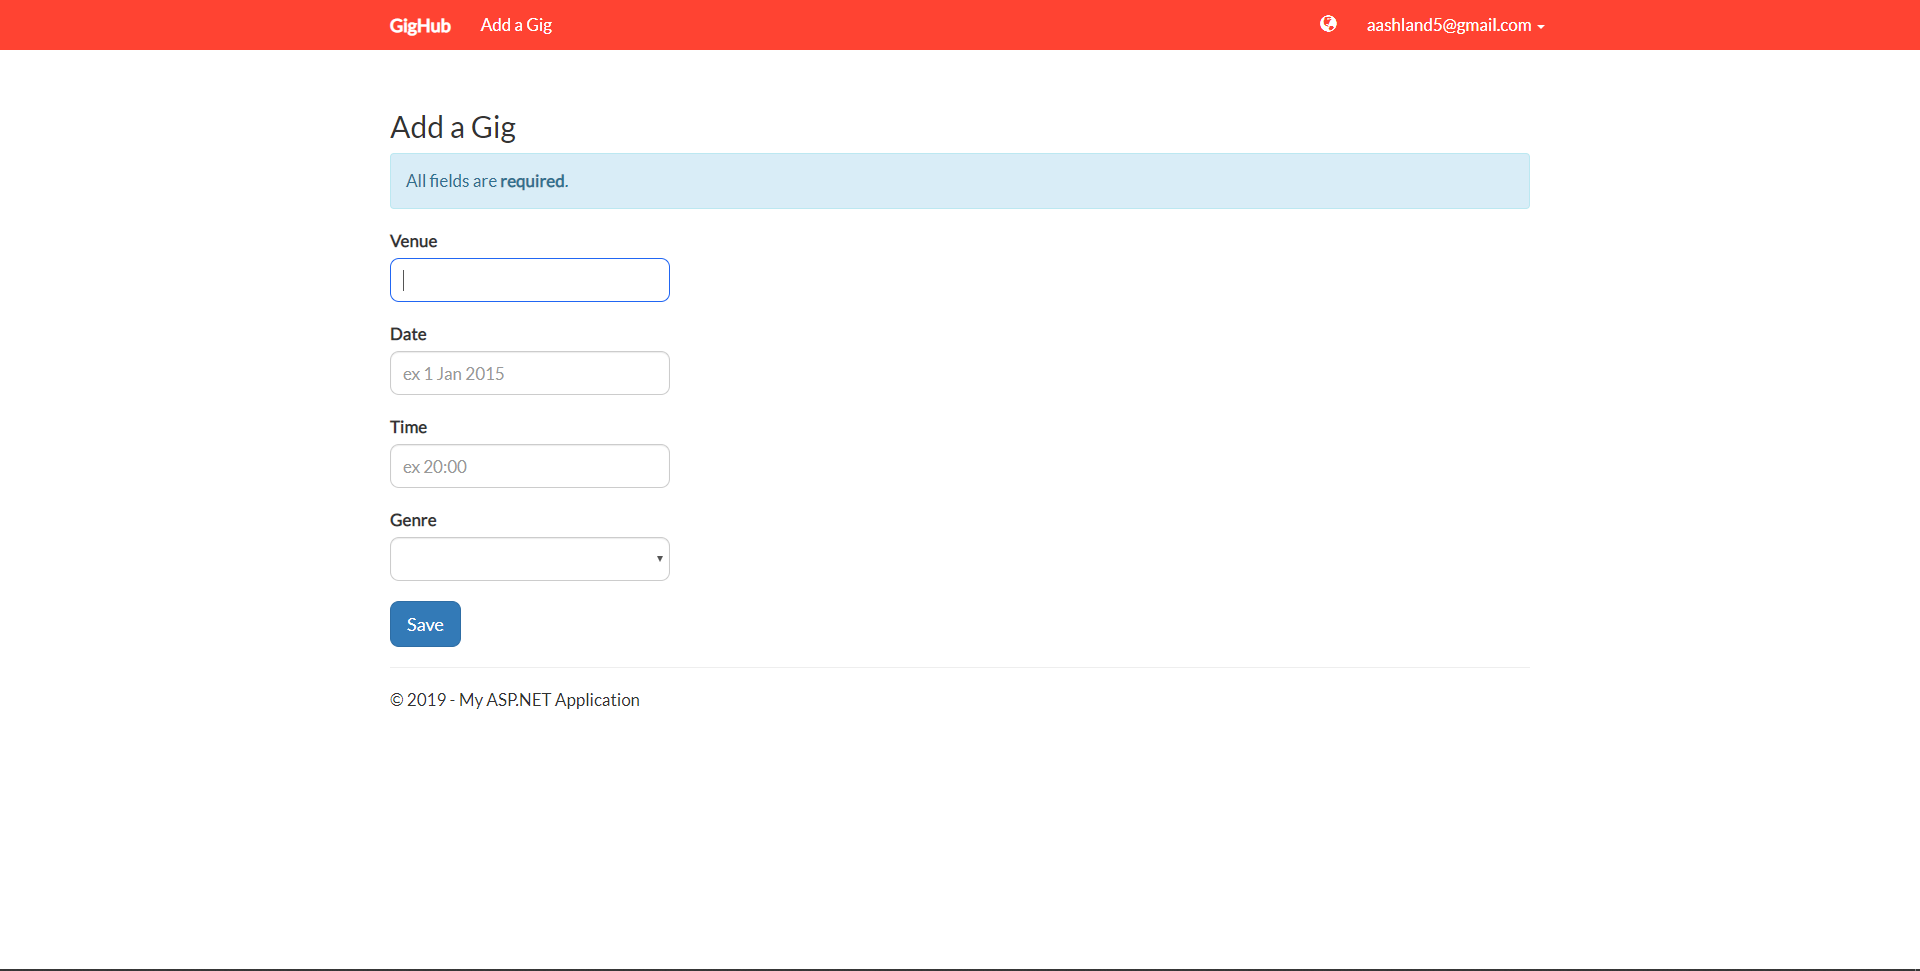 GigHub Add a Gig aashland5@gmail.com
Add a Gig
All fields are required.
Venue
Date
ex 1 Jan 2015
Time
ex 20:00
Genre
Save
© 2019 - My ASP.NET Application